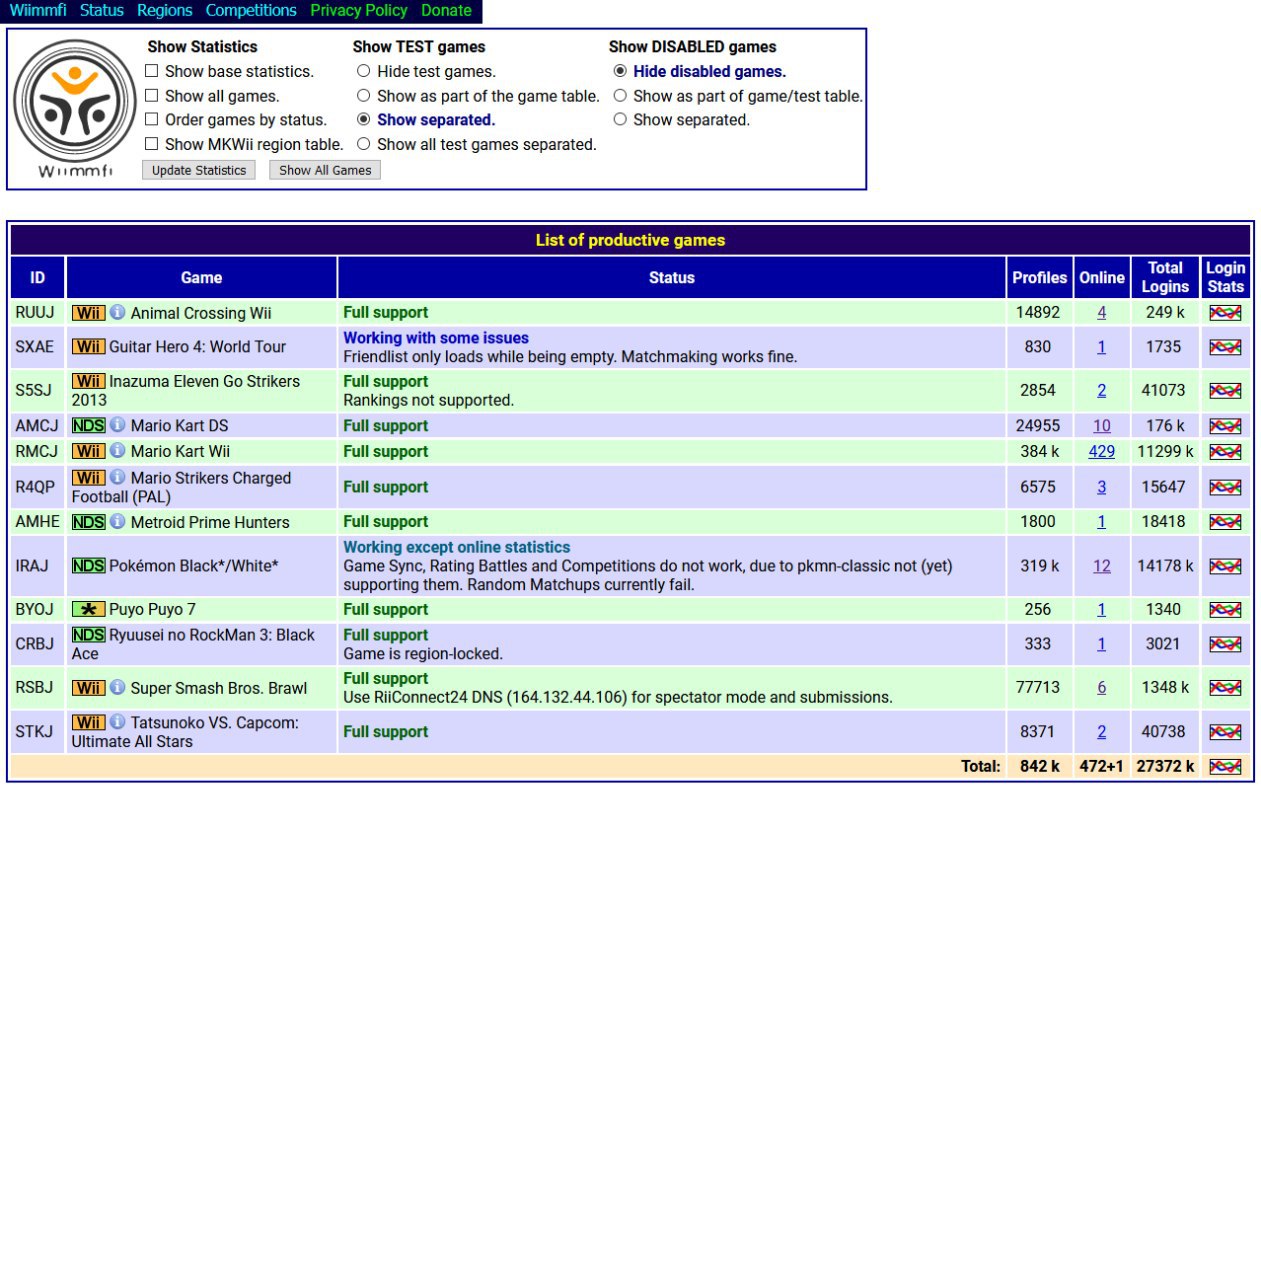 Wiimmfi Status Regions Competitions Privacy Policy Donate
Show Statistics
Show base statistics.
Show all games.
Order games by status.
Show MKWii region table.
Update Statistics Show All Games
Show TEST games
Hide test games.
Show as part of the game table.
Show separated.
Show all test games separated.
Show DISABLED games
Hide disabled games.
Show as part of game/test table.
Show separated.
Wiimmfi
List of productive games
ID Game Status Profiles Online Total Logins Login Stats
RUUJ Wii Animal Crossing Wii Full support 14892 4 249 k
SXAE Wii Guitar Hero 4: World Tour Working with some issues 830 1 1735
Friendlist only loads while being empty. Matchmaking works fine.
S5SJ Wii Inazuma Eleven Go Strikers Full support 2854 2 41073
2013 Rankings not supported.
AMCJ NDS Mario Kart DS Full support 24955 10 176 k
RMCJ Wii Mario Kart Wii Full support 384 k 429 11299 k
R4QP Wii Mario Strikers Charged Full support 6575 3 15647
Football (PAL)
AMHE NDS Metroid Prime Hunters Full support 1800 1 18418
IRAJ NDS Pokémon Black*/White* Working except online statistics 319 k 12 14178 k
Game Sync, Rating Battles and Competitions do not work, due to pkmn-classic not (yet)
supporting them. Random Matchups currently fail.
BYOJ * Puyo Puyo 7 Full support 256 1 1340
CRBJ NDS Ryuusei no RockMan 3: Black Full support 333 1 3021
Ace Game is region-locked.
RSBJ Wii Super Smash Bros. Brawl Full support 77713 6 1348 k
Use RiiConnect24 DNS (164.132.44.106) for spectator mode and submissions.
STKJ Wii Tatsunoko VS. Capcom: Full support 8371 2 40738
Ultimate All Stars
Total: 842 k 472+1 27372 k